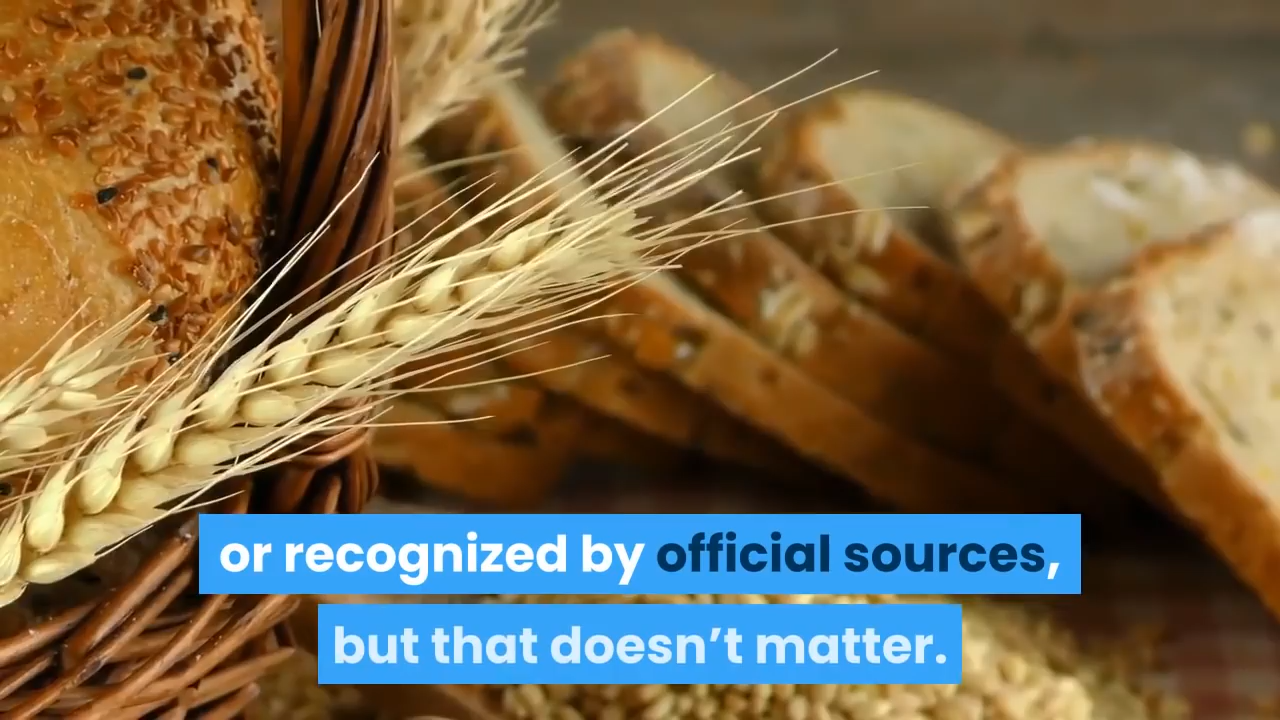 or recognized by official sources,
but that doesn’t matter.